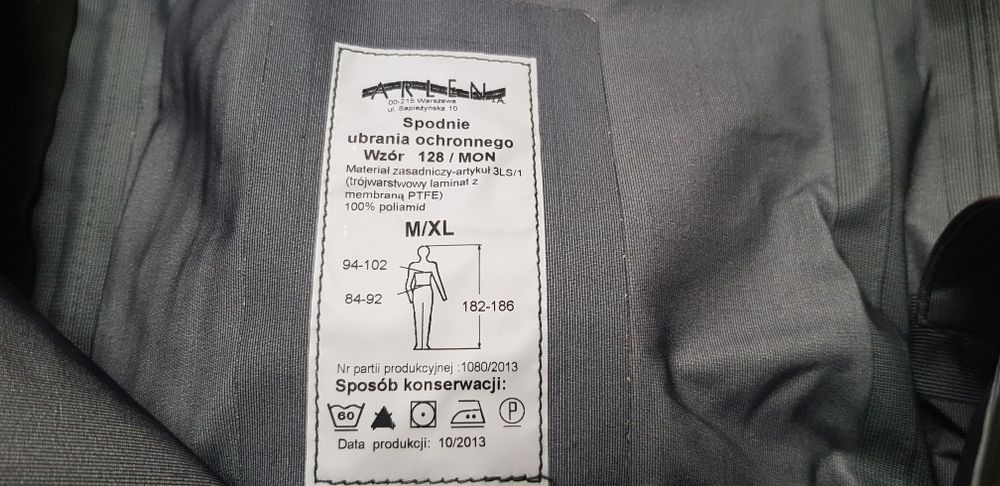 ARLEN S.A.
00-215 Warszawa
ul. Sapieżyńska 10
Spodnie
ubrania ochronnego
Wzór 128 / MON
Materiał zasadniczy-artykuł 3LS/1
(trójwarstwowy laminat z
membraną PTFE)
100% poliamid
M/XL
94-102
84-92
182-186
Nr partii produkcyjnej :1080/2013
Sposób konserwacji:
60 P
Data produkcji: 10/2013